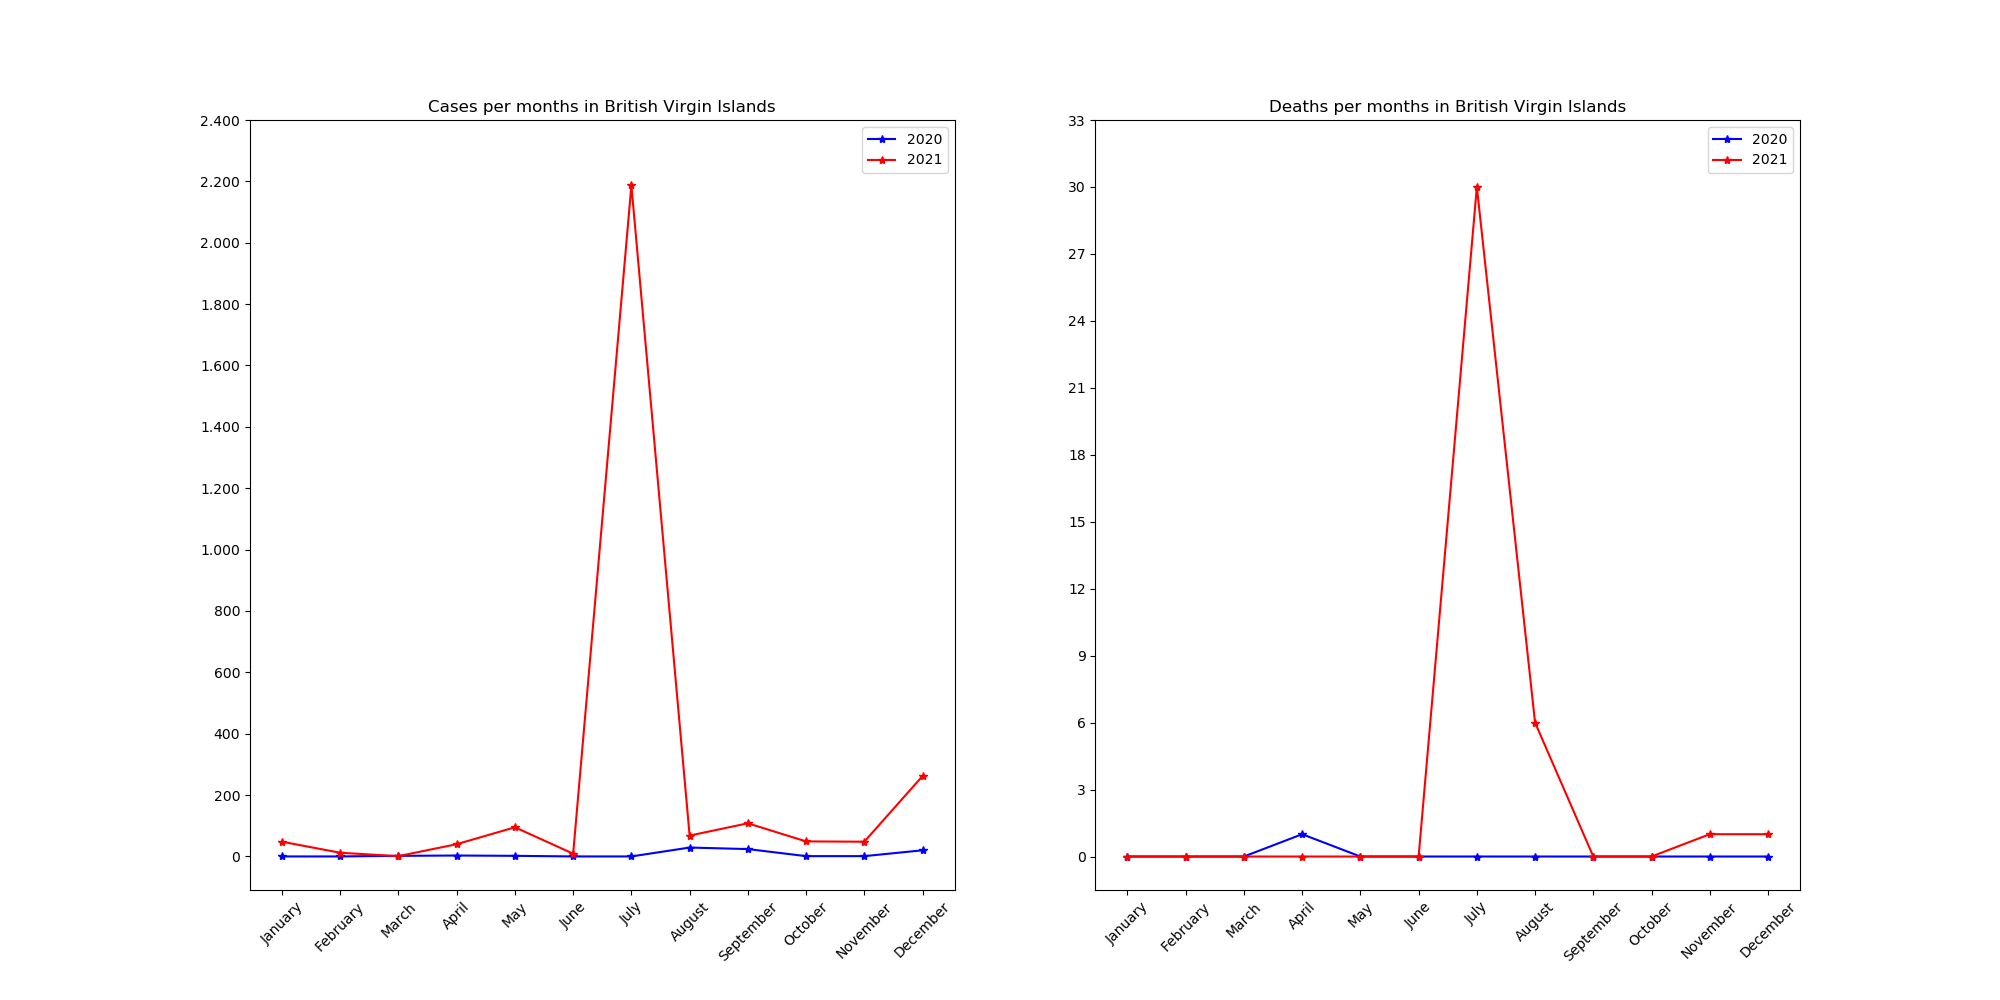 Cases per months in British Virgin Islands
2020
2021
2.400
2.200
2.000
1.800
1.600
1.400
1.200
1.000
800
600
400
200
0
January
February
March
April
May
June
July
August
September
October
November
December
Deaths per months in British Virgin Islands
2020
2021
33
30
27
24
21
18
15
12
9
6
3
0
January
February
March
April
May
June
July
August
September
October
November
December